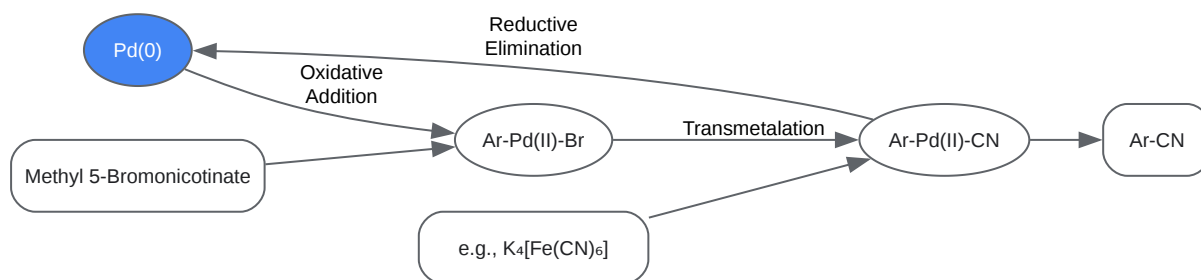 Reductive
Elimination
Pd(0)
Oxidative
Addition
Transmetalation
Ar-Pd(II)-Br
Ar-Pd(II)-CN
Ar-CN
Methyl 5-Bromonicotinate
e.g., K₄[Fe(CN)₆]